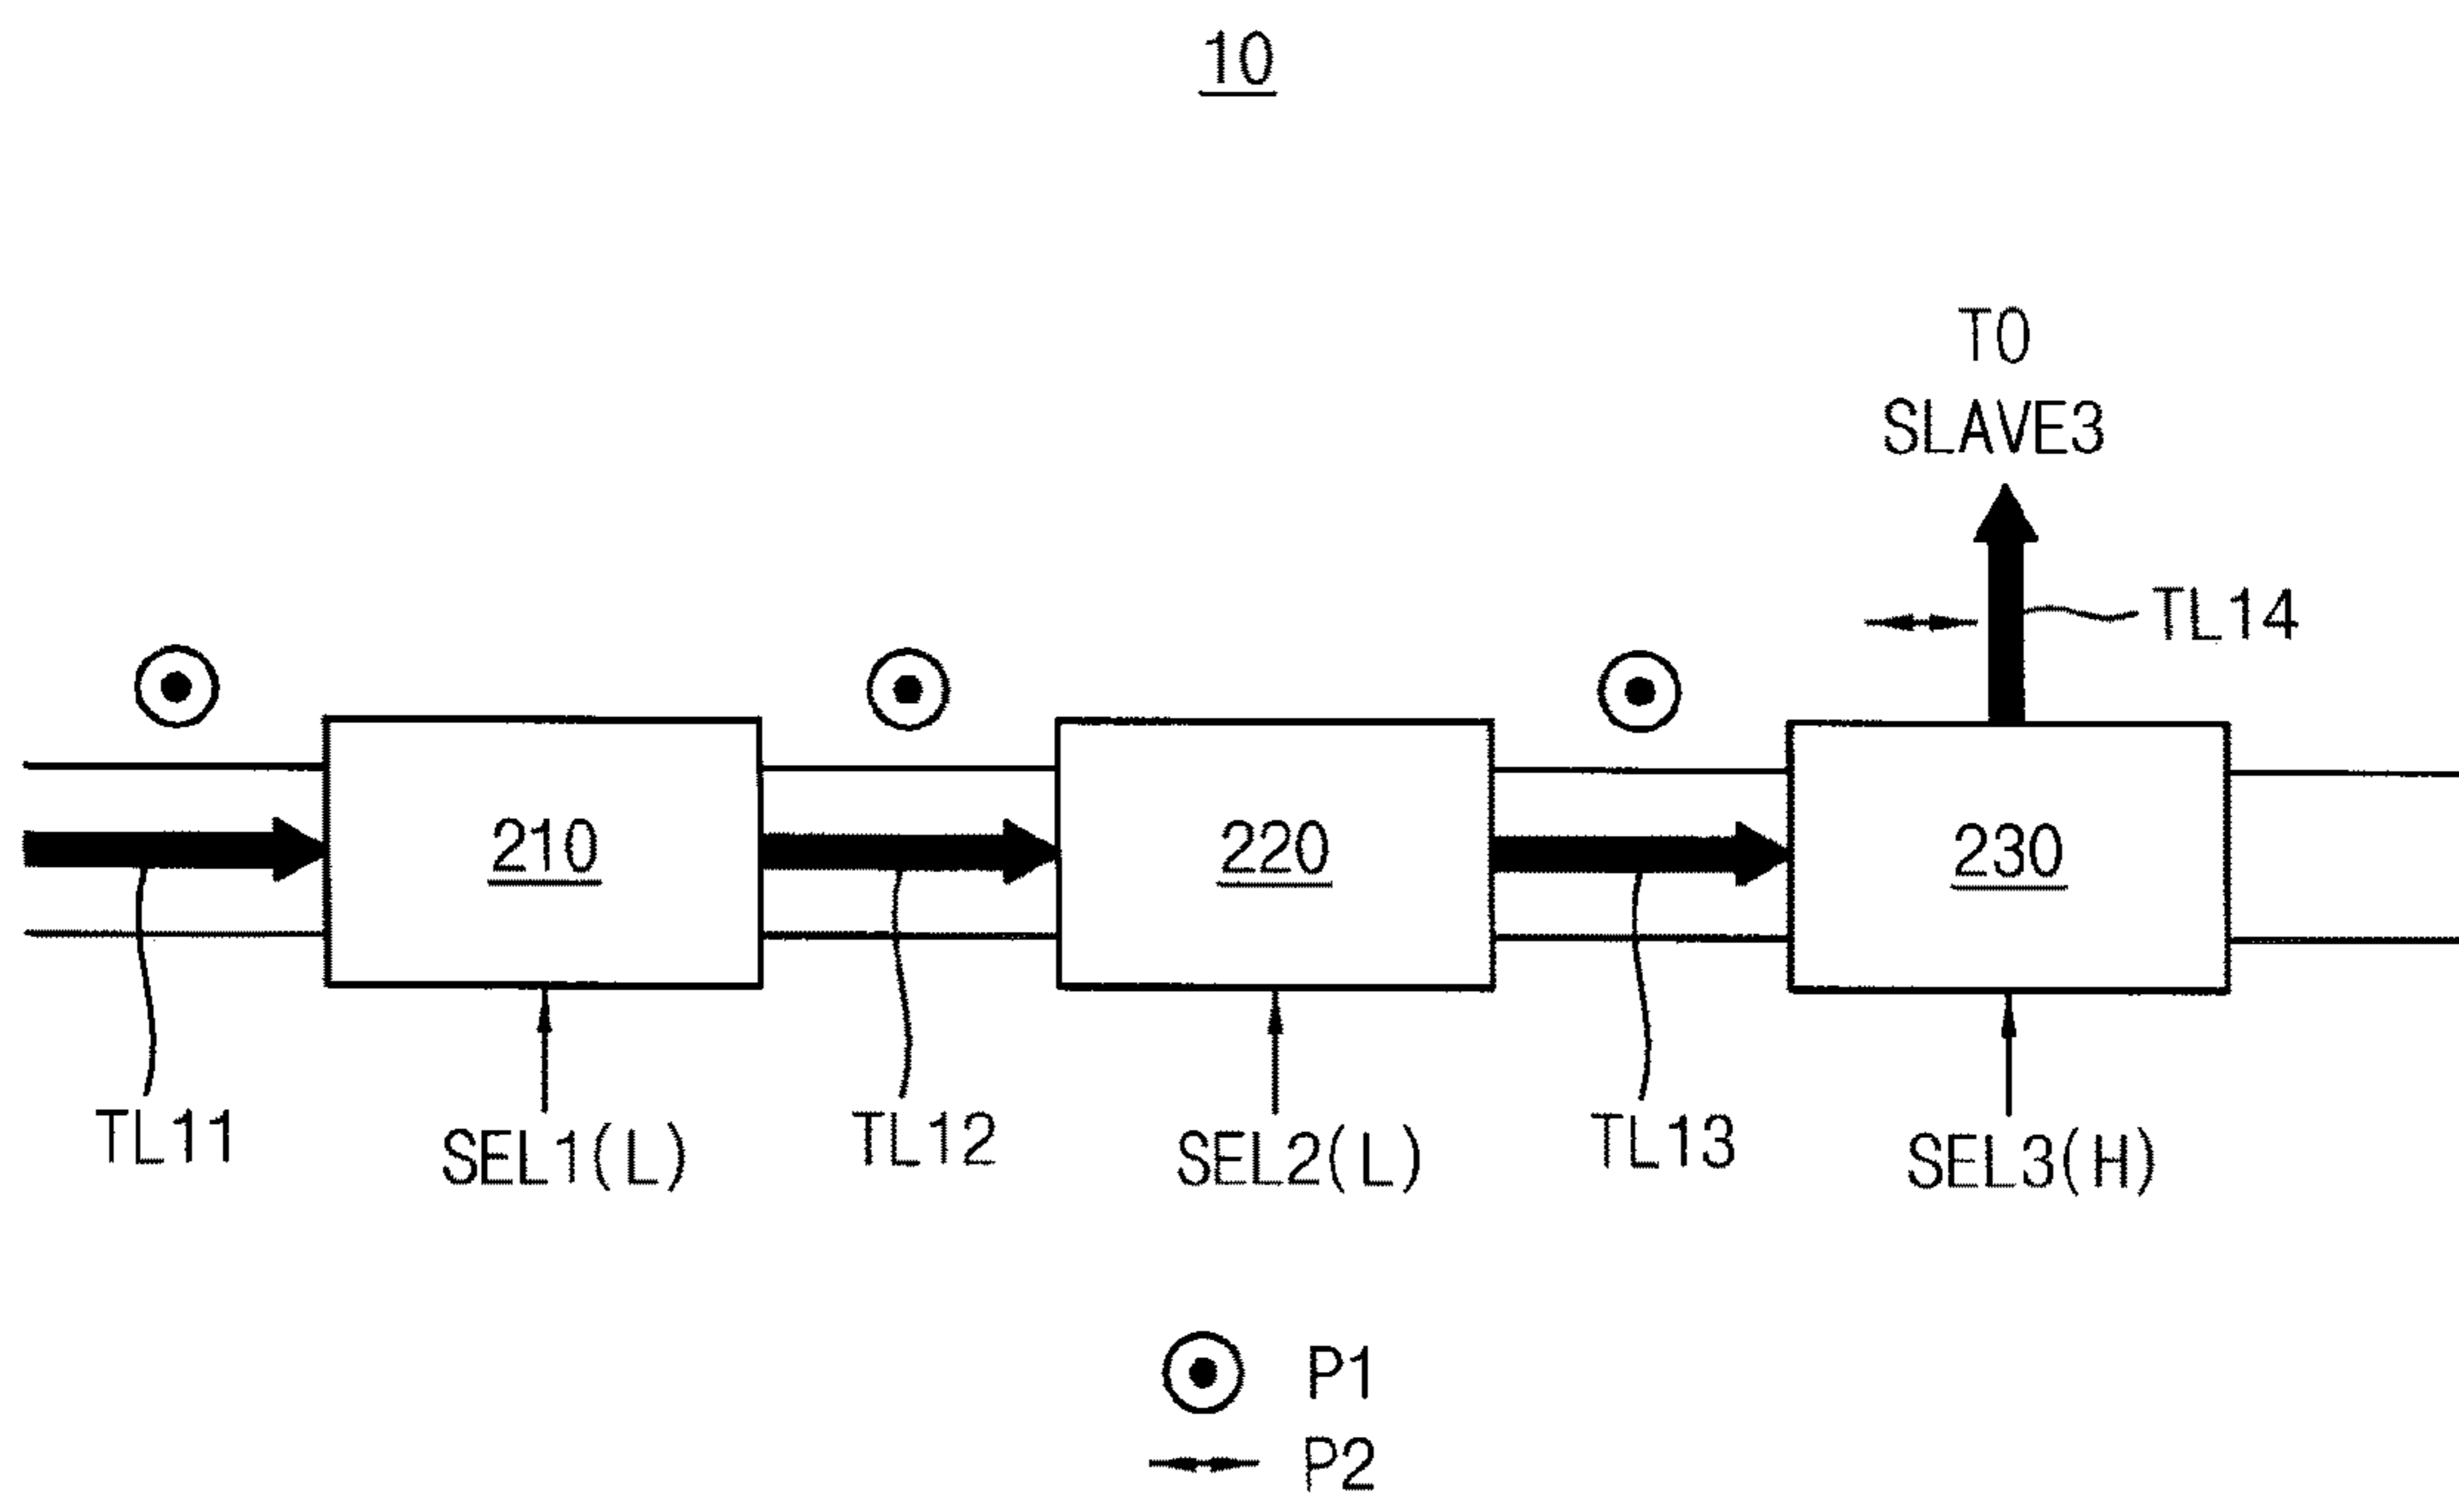 10
TO
SLAVE3
TL14
210
220
230
TL11
SEL1(L)
TL12
SEL2(L)
TL13
SEL3(H)
P1
P2